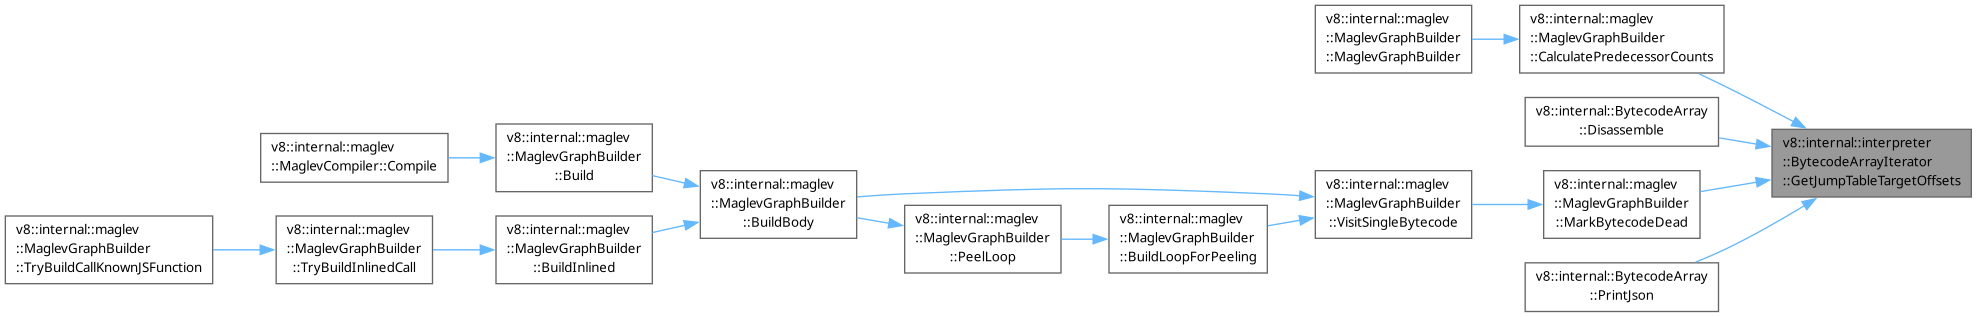 v8::internal::maglev
::MaglevGraphBuilder
::MaglevGraphBuilder
v8::internal::maglev
::MaglevGraphBuilder
::CalculatePredecessorCounts
v8::internal::BytecodeArray
::Disassemble
v8::internal::interpreter
::BytecodeArrayIterator
::GetJumpTableTargetOffsets
v8::internal::maglev
::MaglevCompiler::Compile
v8::internal::maglev
::MaglevGraphBuilder
::Build
v8::internal::maglev
::MaglevGraphBuilder
::BuildBody
v8::internal::maglev
::MaglevGraphBuilder
::VisitSingleBytecode
v8::internal::maglev
::MaglevGraphBuilder
::MarkBytecodeDead
v8::internal::maglev
::MaglevGraphBuilder
::TryBuildCallKnownJSFunction
v8::internal::maglev
::MaglevGraphBuilder
::TryBuildInlinedCall
v8::internal::maglev
::MaglevGraphBuilder
::BuildInlined
v8::internal::maglev
::MaglevGraphBuilder
::PeelLoop
v8::internal::maglev
::MaglevGraphBuilder
::BuildLoopForPeeling
v8::internal::BytecodeArray
::PrintJson